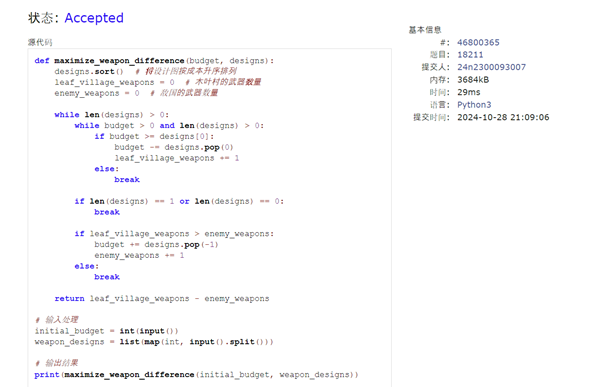 状态: Accepted
源代码
def maximize_weapon_difference(budget, designs):
    designs.sort()  # 将设计图按成本升序排列
    leaf_village_weapons = 0  # 木叶村的武器数量
    enemy_weapons = 0  # 敌国的武器数量

    while len(designs) > 0:
        while budget > 0 and len(designs) > 0:
            if budget >= designs[0]:
                budget -= designs.pop(0)
                leaf_village_weapons += 1
            else:
                break

        if len(designs) == 1 or len(designs) == 0:
            break

        if leaf_village_weapons > enemy_weapons:
            budget += designs.pop(-1)
            enemy_weapons += 1
        else:
            break

    return leaf_village_weapons - enemy_weapons

# 输入处理
initial_budget = int(input())
weapon_designs = list(map(int, input().split()))

# 输出结果
print(maximize_weapon_difference(initial_budget, weapon_designs))
基本信息
#: 46800365
题目: 18211
提交人: 24n2300093007
内存: 3684kB
时间: 29ms
语言: Python3
提交时间: 2024-10-28 21:09:06